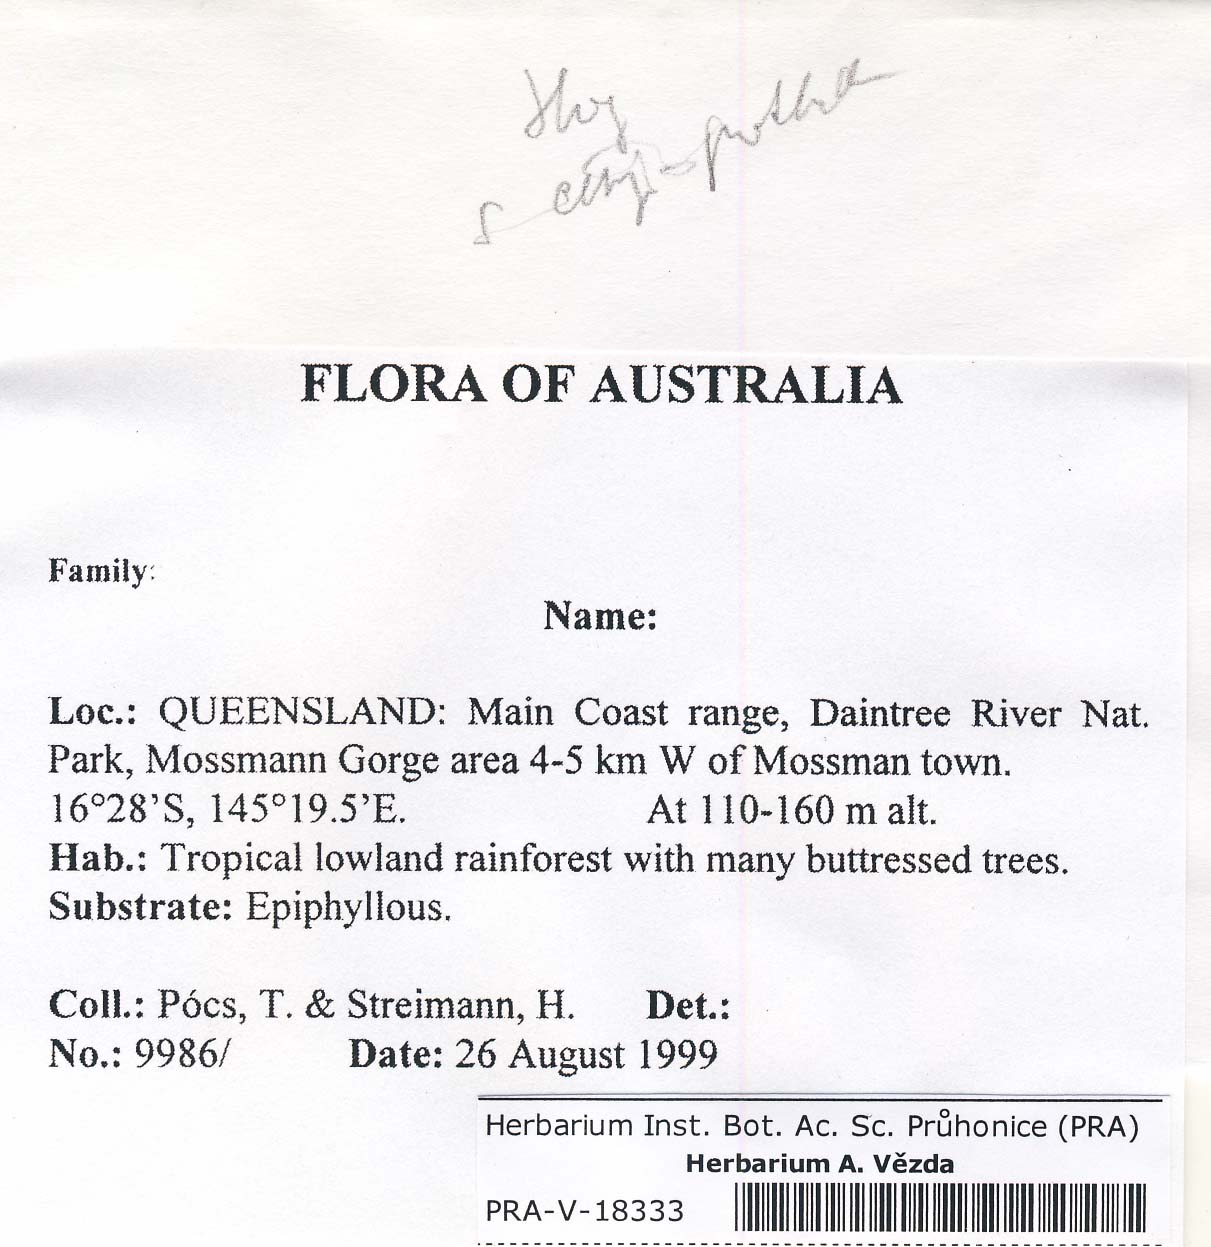 FLORA OF AUSTRALIA
Family:
Name:
Loc.: QUEENSLAND: Main Coast range, Daintree River Nat.
Park, Mossmann Gorge area 4-5 km W of Mossman town.
16°28’S, 145°19.5’E. At 110-160 m alt.
Hab.: Tropical lowland rainforest with many buttressed trees.
Substrate: Epiphyllous.
Coll.: Pócs, T. & Streimann, H. Det.:
No.: 9986/ Date: 26 August 1999
Herbarium Inst. Bot. Ac. Sc. Průhonice (PRA)
Herbarium A. Vězda
PRA-V-18333